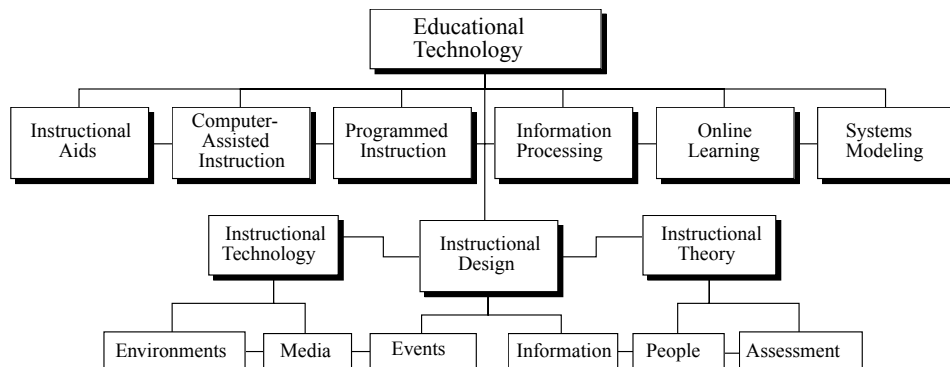 Educational
Technology
Instructional
Aids
Computer-
Assisted
Instruction
Programmed
Instruction
Information
Processing
Online
Learning
Systems
Modeling
Instructional
Technology
Instructional
Design
Instructional
Theory
Environments
Media
Events
Information
People
Assessment